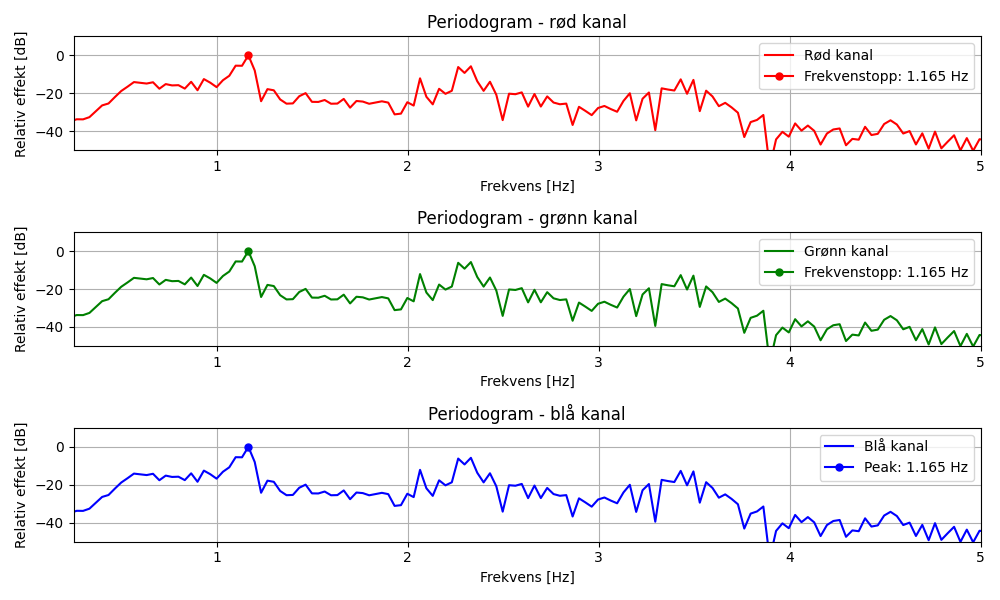 Periodogram - rød kanal
Relativ effekt [dB]
0
−20
−40
Rød kanal
Frekvenstopp: 1.165 Hz
1 2 3 4 5
Frekvens [Hz]
Periodogram - grønn kanal
Relativ effekt [dB]
0
−20
−40
Grønn kanal
Frekvenstopp: 1.165 Hz
1 2 3 4 5
Frekvens [Hz]
Periodogram - blå kanal
Relativ effekt [dB]
0
−20
−40
Blå kanal
Peak: 1.165 Hz
1 2 3 4 5
Frekvens [Hz]